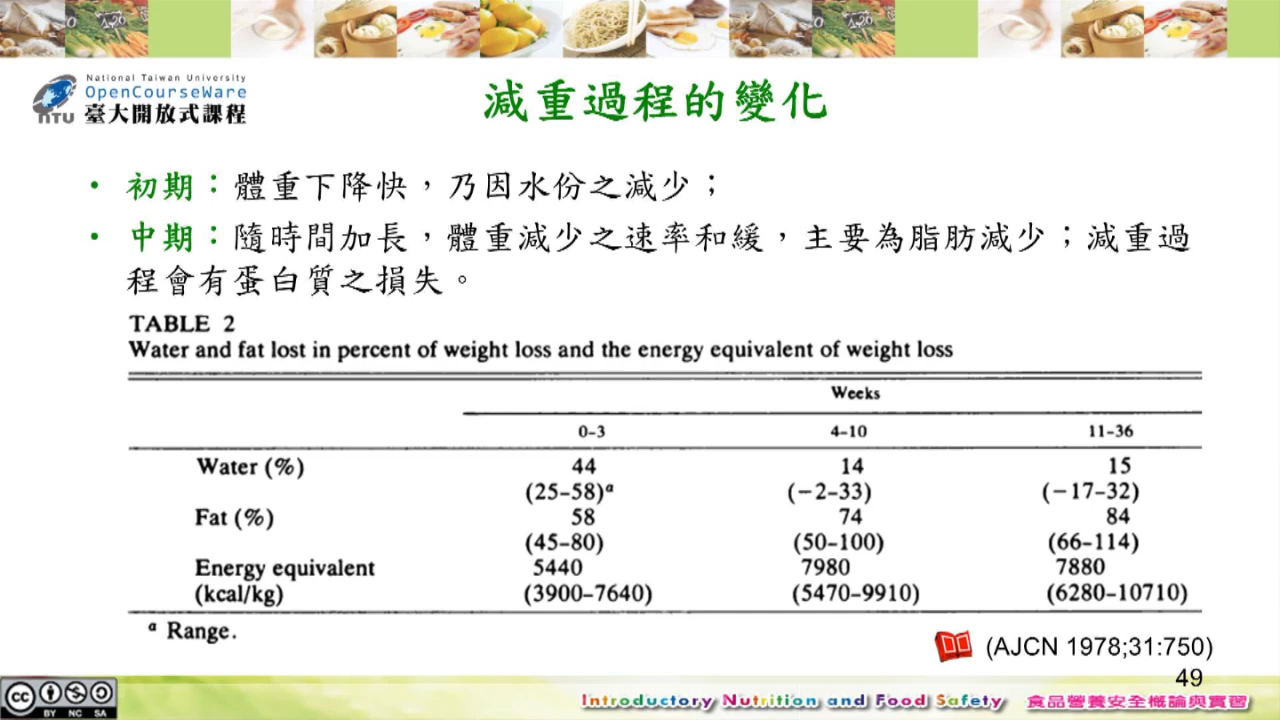 National Taiwan University
OpenCourseWare
NTU 臺大開放式課程
減重過程的變化
• 初期：體重下降快，乃因水份之減少；
• 中期：隨時間加長，體重減少之速率和緩，主要為脂肪減少；減重過
程會有蛋白質之損失。
TABLE 2
Water and fat lost in percent of weight loss and the energy equivalent of weight loss
Weeks
0–3 4–10 11–36
Water (%) 44 14 15
(25–58)a (−2–33) (−17–32)
Fat (%) 58 74 84
(45–80) (50–100) (66–114)
Energy equivalent 5440 7980 7880
(kcal/kg) (3900–7640) (5470–9910) (6280–10710)
a Range.
(AJCN 1978;31:750)
49
cc BY NC SA
Introductory Nutrition and Food Safety 食品營養安全概論與實習